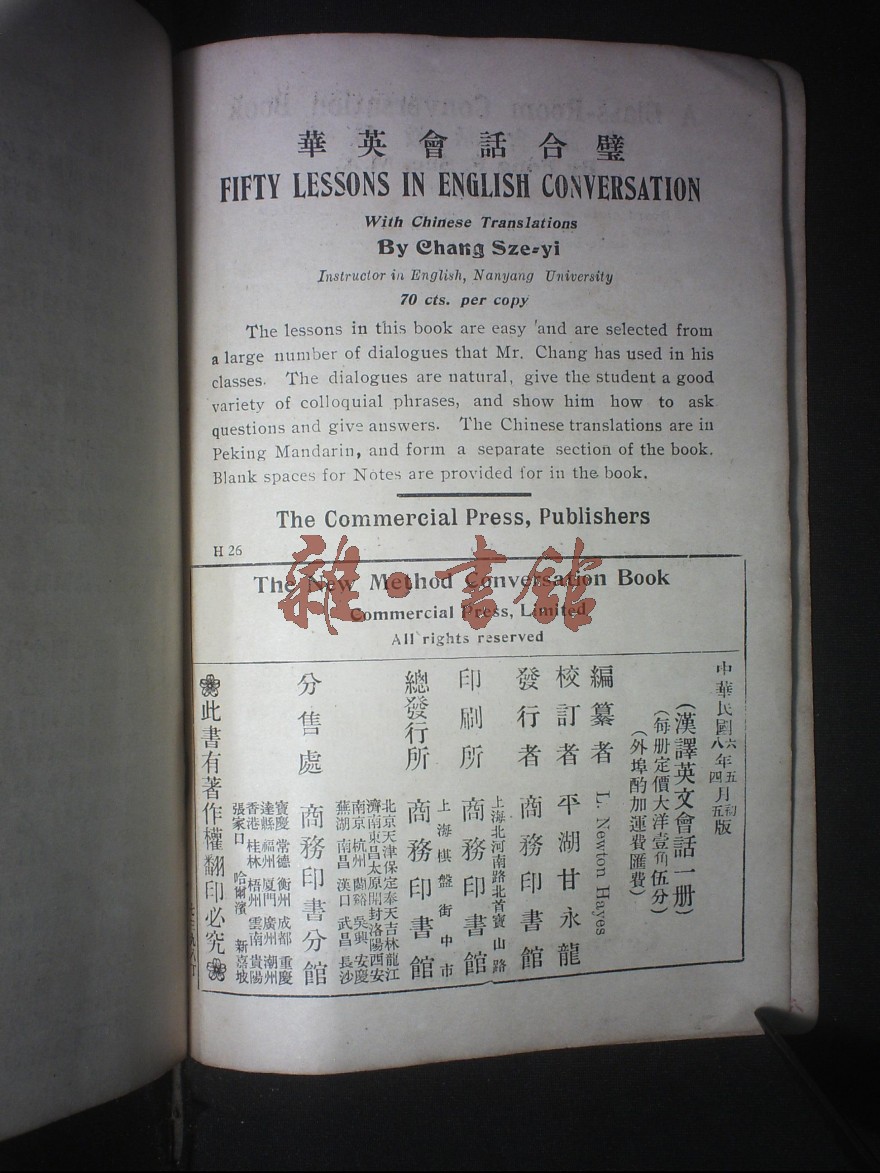 華英會話合璧
FIFTY LESSONS IN ENGLISH CONVERSATION
With Chinese Translations
By Chang Sze-yi
Instructor in English, Nanyang University
70 cts. per copy
The lessons in this book are easy and are selected from
a large number of dialogues that Mr. Chang has used in his
classes. The dialogues are natural, give the student a good
variety of colloquial phrases, and show him how to ask
questions and give answers. The Chinese translations are in
Peking Mandarin, and form a separate section of the book.
Blank spaces for Notes are provided for in the book.
The Commercial Press, Publishers
H 26
雜·書館
The New Method Conversation Book
Commercial Press, Limited
All rights reserved
中華民國六年五月初版
八年四月五版
(漢譯英文會話一册)
(每册定價大洋壹角伍分)
(外埠酌加運費匯費)
編纂者 L. Newton Hayes
校訂者 平湖甘永龍
發行者 商務印書館
上海北河南路北首寶山路
印刷所 商務印書館
上海棋盤街中市
總發行所 商務印書館
北京天津保定奉天吉林龍江
濟南東昌太原開封洛陽西安
南京 杭州 蘭谿 吳興 安慶
蕪湖 南昌 漢口 武昌 長沙
分售處 商務印書分館
寶慶 常德 衡州 成都 重慶
達縣 福州 厦門 廣州 潮州
香港 桂林 梧州 雲南 貴陽
張家口 哈爾濱 新嘉坡
此書有著作權翻印必究